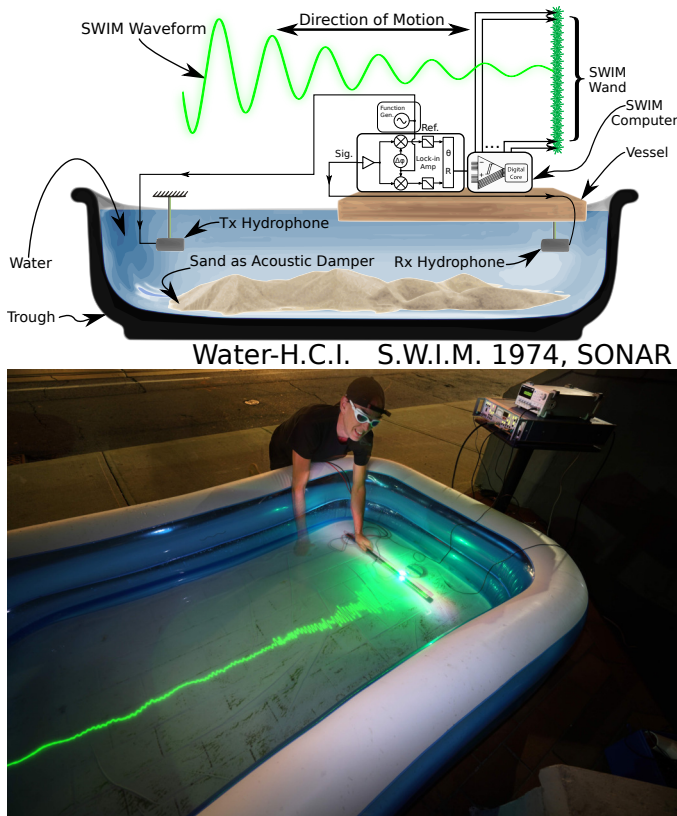 SWIM Waveform
Direction of Motion
SWIM
Wand
Function
Gen.
Ref.
SWIM
Computer
Sig.
Δφ
Lock-in
Amp
θ
R
-
+
Digital
Core
Vessel
Tx Hydrophone
Water
Sand as Acoustic Damper
Rx Hydrophone
Trough
Water-H.C.I. S.W.I.M. 1974, SONAR